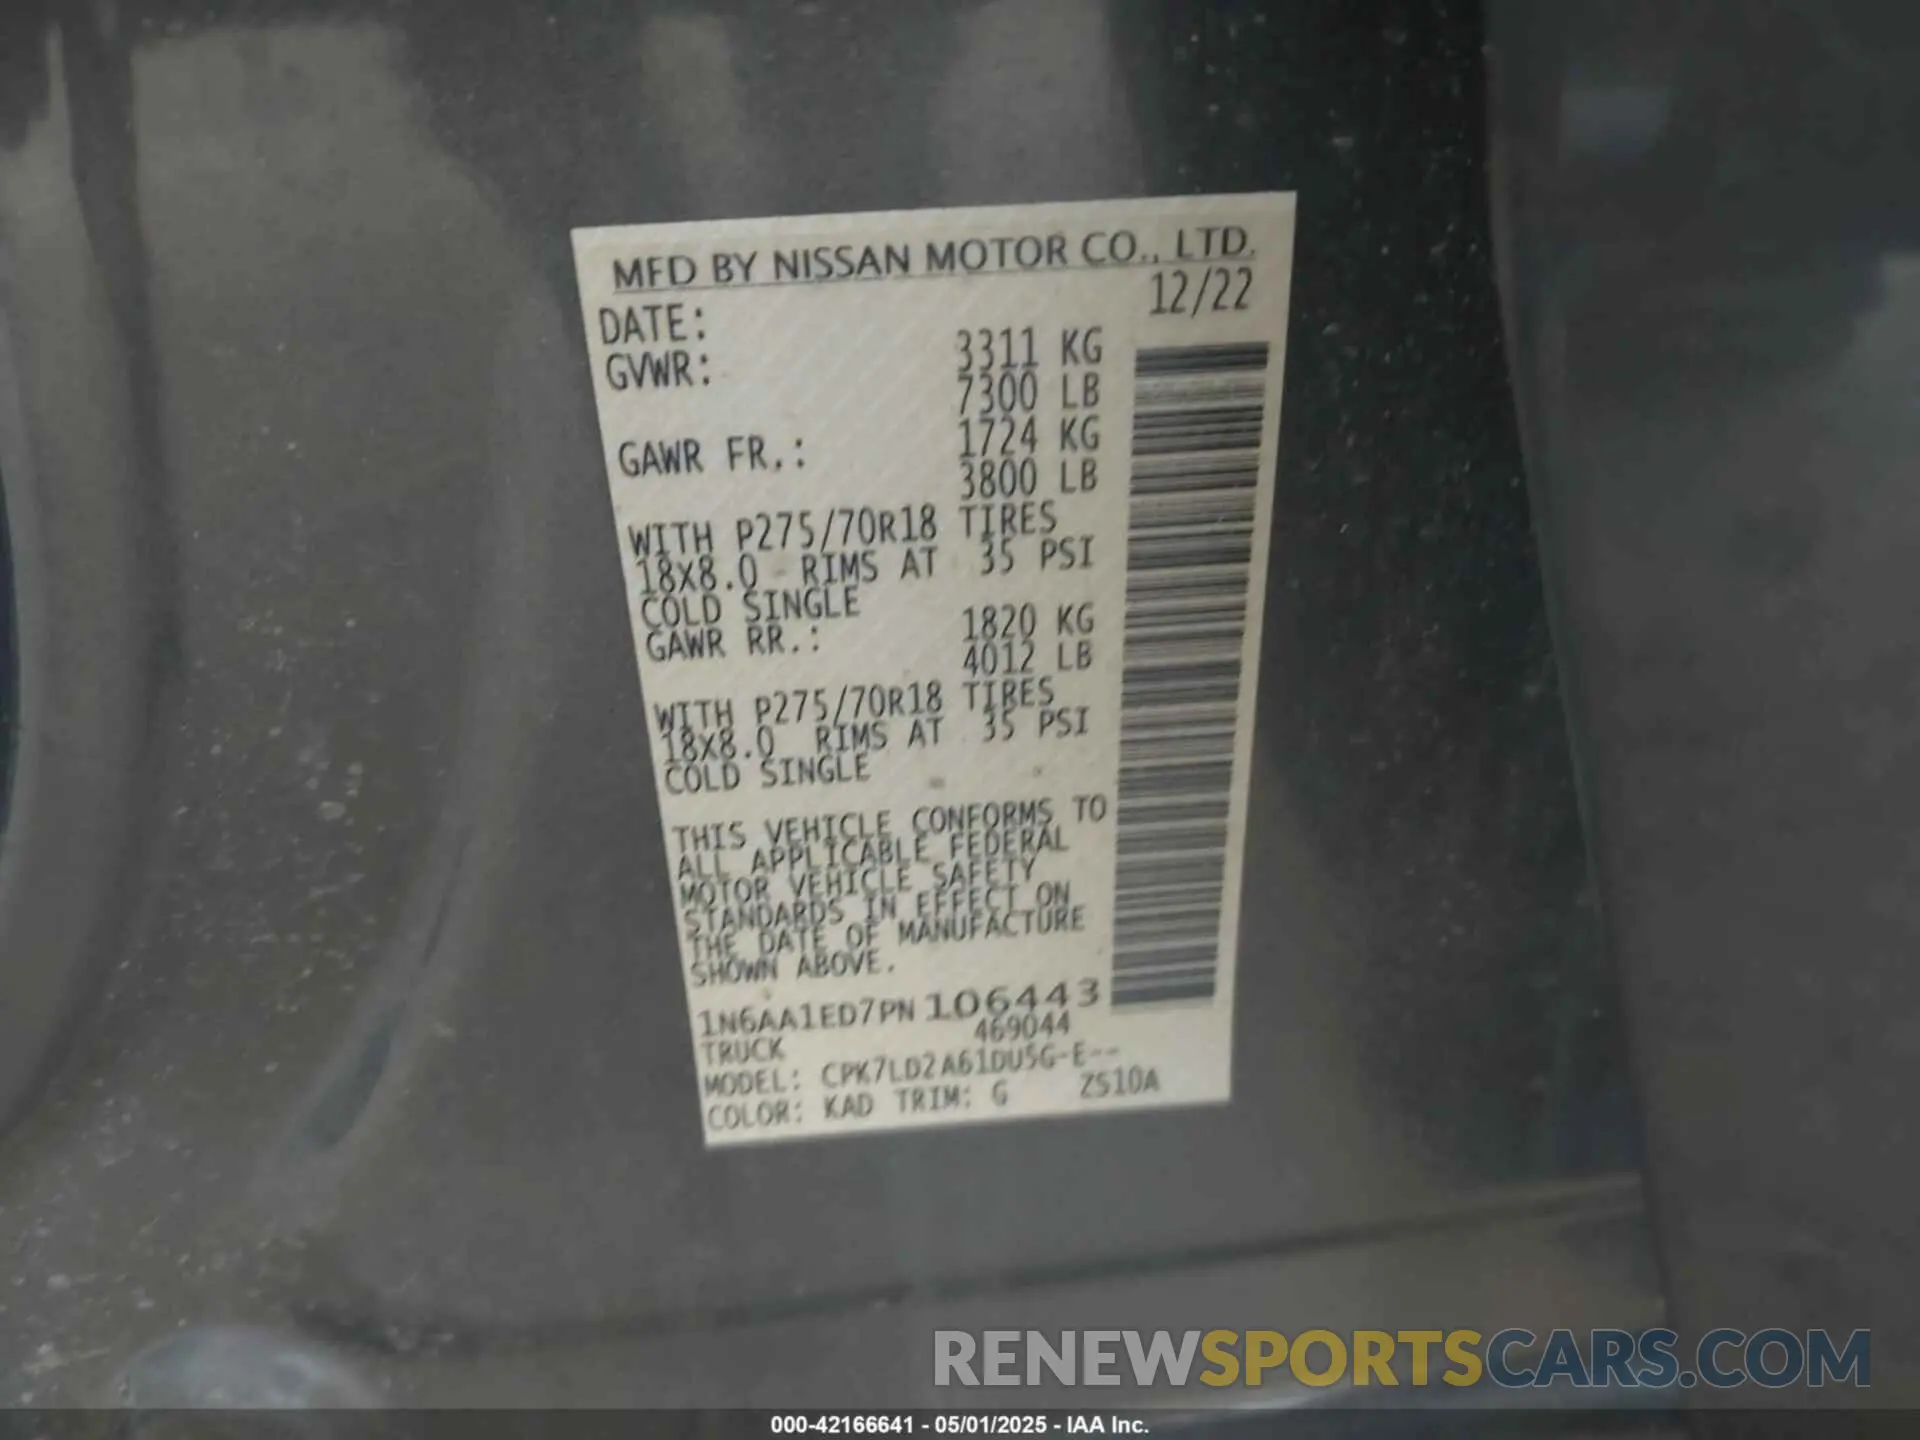 MFD BY NISSAN MOTOR CO., LTD.
DATE: 12/22
GVWR: 3311 KG
7300 LB
GAWR FR.: 1724 KG
3800 LB
WITH P275/70R18 TIRES
18X8.0 RIMS AT 35 PSI
COLD SINGLE
GAWR RR.: 1820 KG
4012 LB
WITH P275/70R18 TIRES
18X8.0 RIMS AT 35 PSI
COLD SINGLE
THIS VEHICLE CONFORMS TO
ALL APPLICABLE FEDERAL
MOTOR VEHICLE SAFETY
STANDARDS IN EFFECT ON
THE DATE OF MANUFACTURE
SHOWN ABOVE.
1N6AA1ED7PN106443
TRUCK 469044
MODEL: CPK7LD2A61DU5G-E--
COLOR: KAD TRIM: G ZS10A
RENEWSPORTSCARS.COM
000-42166641 - 05/01/2025 - IAA Inc.